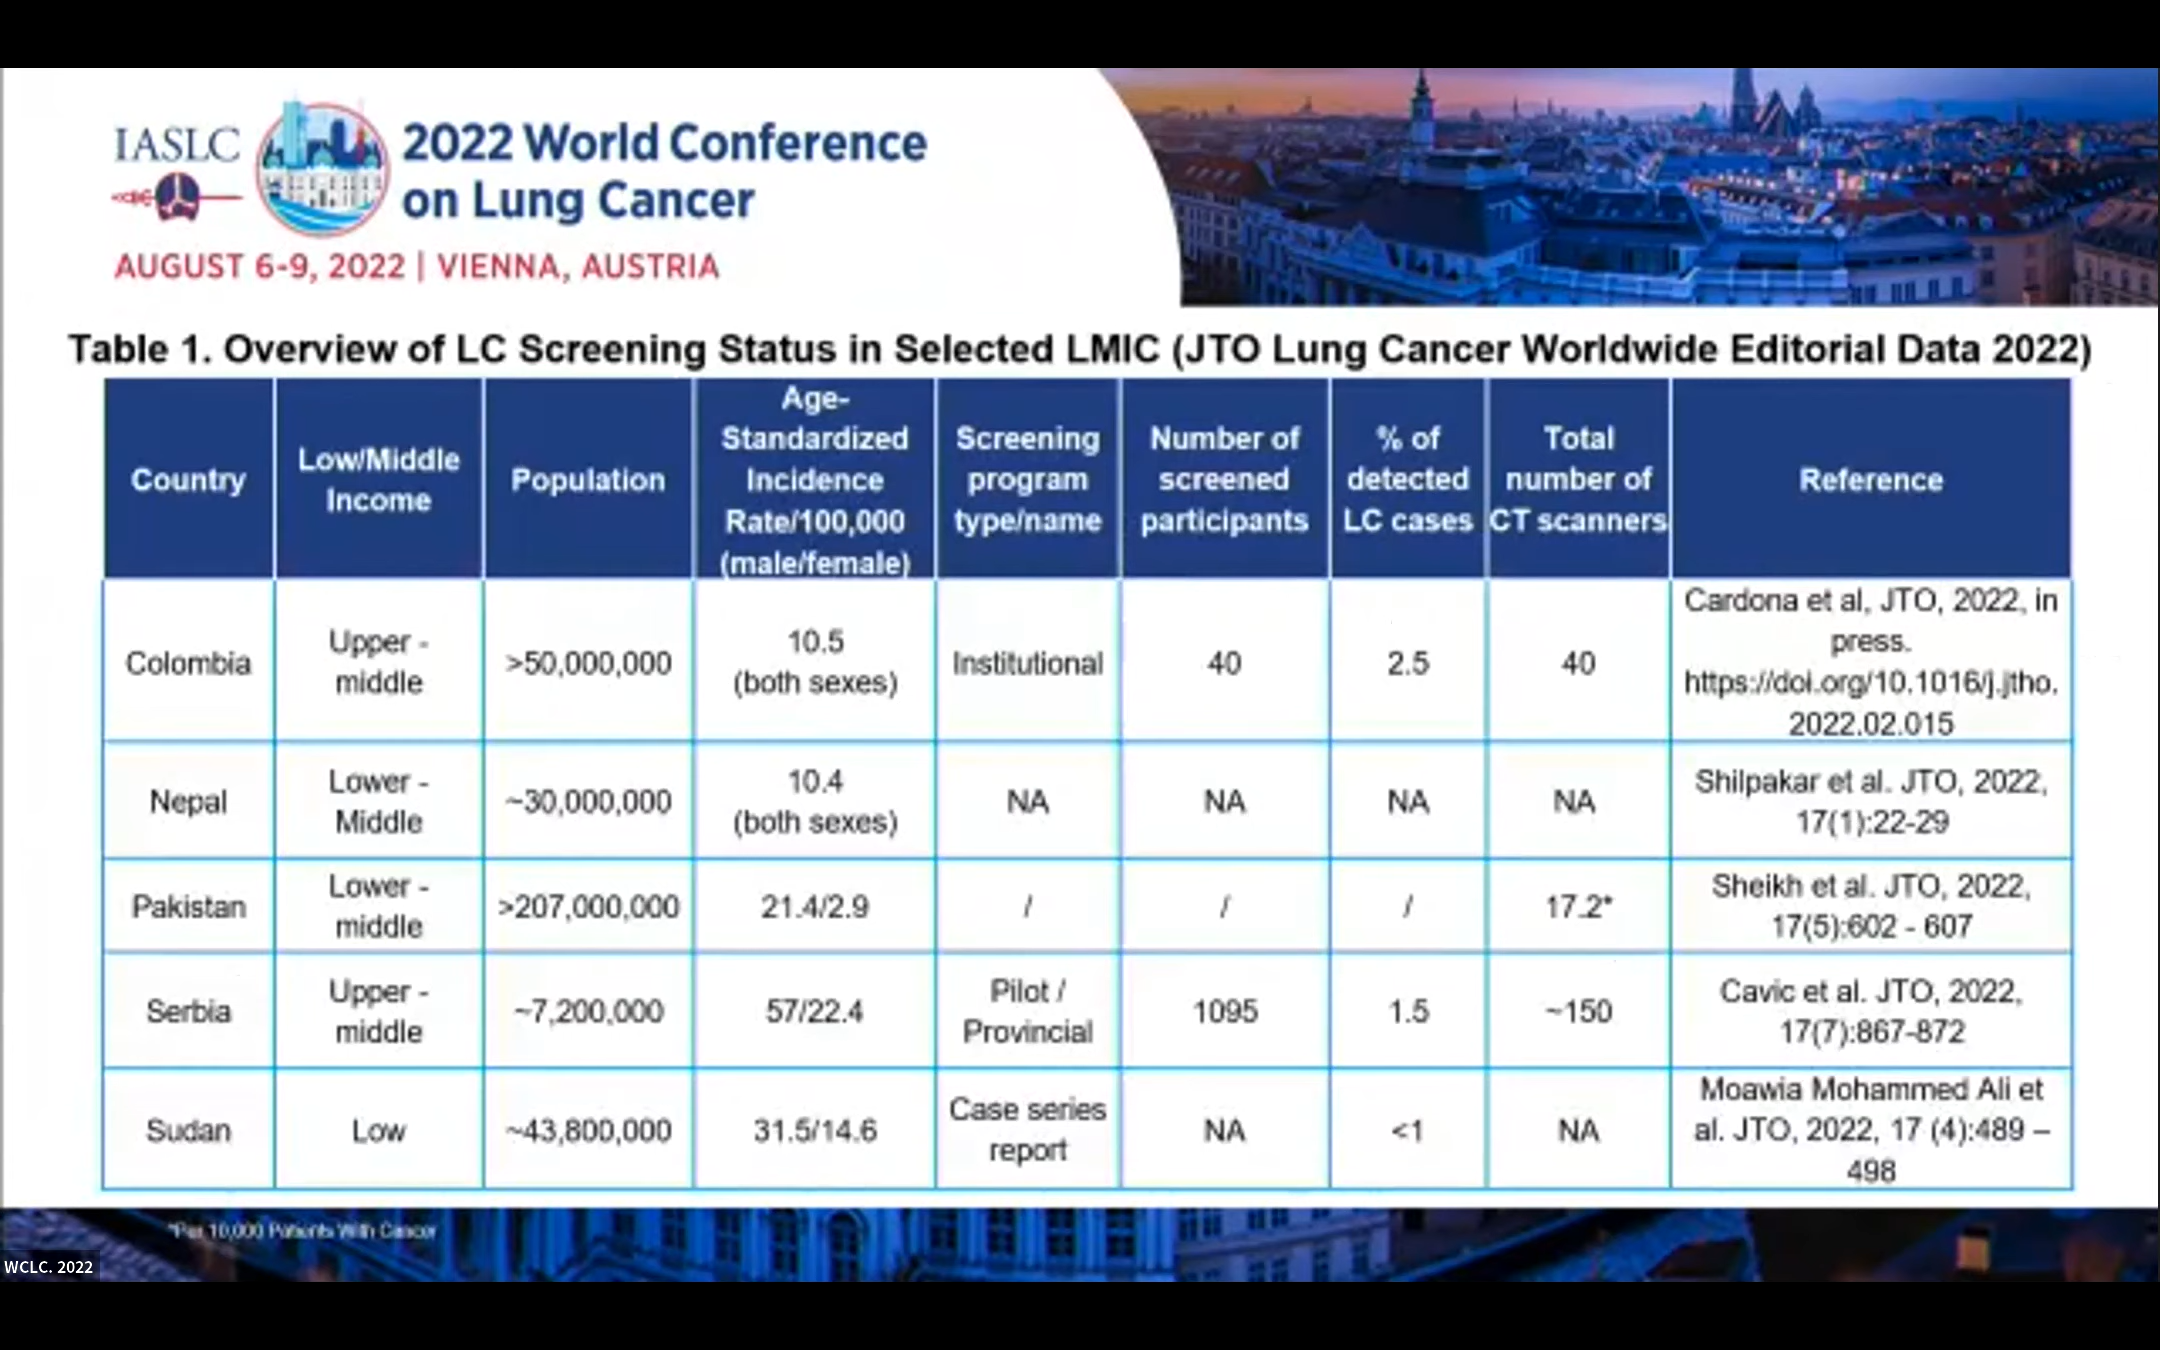 IASLC
2022 World Conference
on Lung Cancer
AUGUST 6-9, 2022 | VIENNA, AUSTRIA
Table 1. Overview of LC Screening Status in Selected LMIC (JTO Lung Cancer Worldwide Editorial Data 2022)
Country
Low/Middle
Income
Population
Age-
Standardized
Incidence
Rate/100,000
(male/female)
Screening
program
type/name
Number of
screened
participants
% of
detected
LC cases
Total
number of
CT scanners
Reference
Colombia
Upper -
middle
>50,000,000
10.5
(both sexes)
Institutional
40
2.5
40
Cardona et al, JTO, 2022, in
press.
https://doi.org/10.1016/j.jtho.
2022.02.015
Nepal
Lower -
Middle
~30,000,000
10.4
(both sexes)
NA
NA
NA
NA
Shilpakar et al. JTO, 2022,
17(1):22-29
Pakistan
Lower -
middle
>207,000,000
21.4/2.9
/
/
/
17.2*
Sheikh et al. JTO, 2022,
17(5):602 - 607
Serbia
Upper -
middle
~7,200,000
57/22.4
Pilot /
Provincial
1095
1.5
~150
Cavic et al. JTO, 2022,
17(7):867-872
Sudan
Low
~43,800,000
31.5/14.6
Case series
report
NA
<1
NA
Moawia Mohammed Ali et
al. JTO, 2022, 17 (4):489 –
498
*Per 10,000 Patients With Cancer
WCLC. 2022